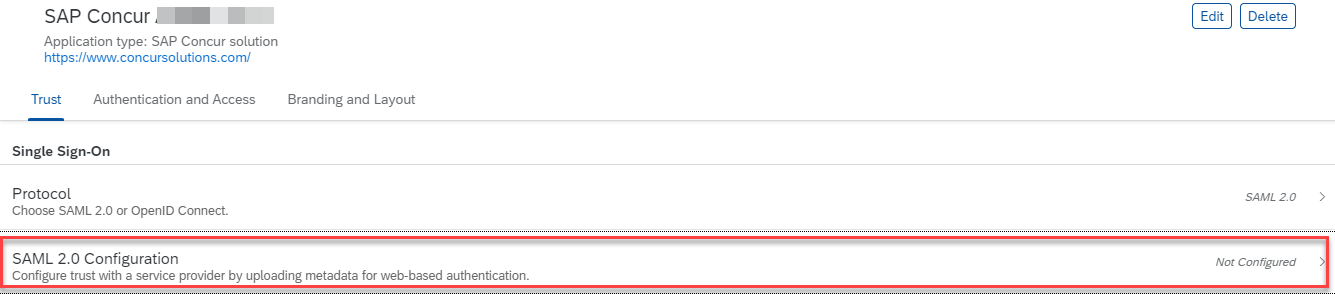 SAP Concur
Edit
Delete
Application type: SAP Concur solution
https://www.concursolutions.com/
Trust
Authentication and Access
Branding and Layout
Single Sign-On
Protocol
SAML 2.0
Choose SAML 2.0 or OpenID Connect.
SAML 2.0 Configuration
Not Configured
Configure trust with a service provider by uploading metadata for web-based authentication.